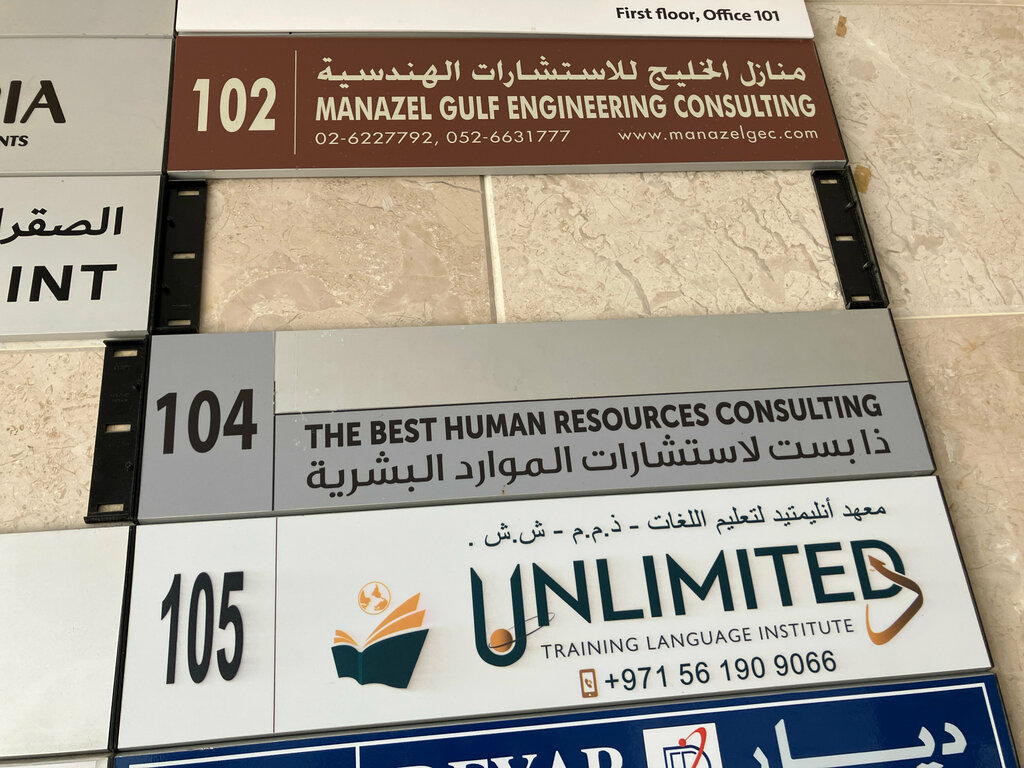 First floor, Office 101
102
منازل الخليج للاستشارات الهندسية
MANAZEL GULF ENGINEERING CONSULTING
02-6227792, 052-6631777 www.manazelgec.com
الصقر
INT
104
THE BEST HUMAN RESOURCES CONSULTING
ذا بست لاستشارات الموارد البشرية
105
معهد أنليمتيد لتعليم اللغات - ذ.م.م - ش.ش .
UNLIMITED
TRAINING LANGUAGE INSTITUTE
+971 56 190 9066
ديار
DEYAR